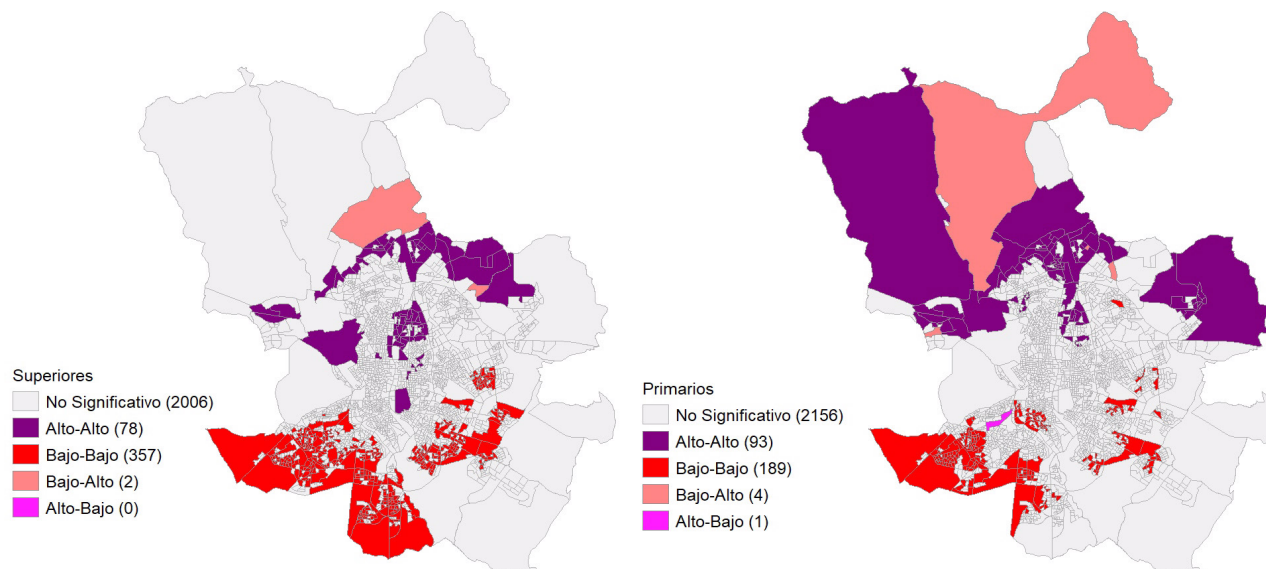 Superiores
No Significativo (2006)
Alto-Alto (78)
Bajo-Bajo (357)
Bajo-Alto (2)
Alto-Bajo (0)
Primarios
No Significativo (2156)
Alto-Alto (93)
Bajo-Bajo (189)
Bajo-Alto (4)
Alto-Bajo (1)